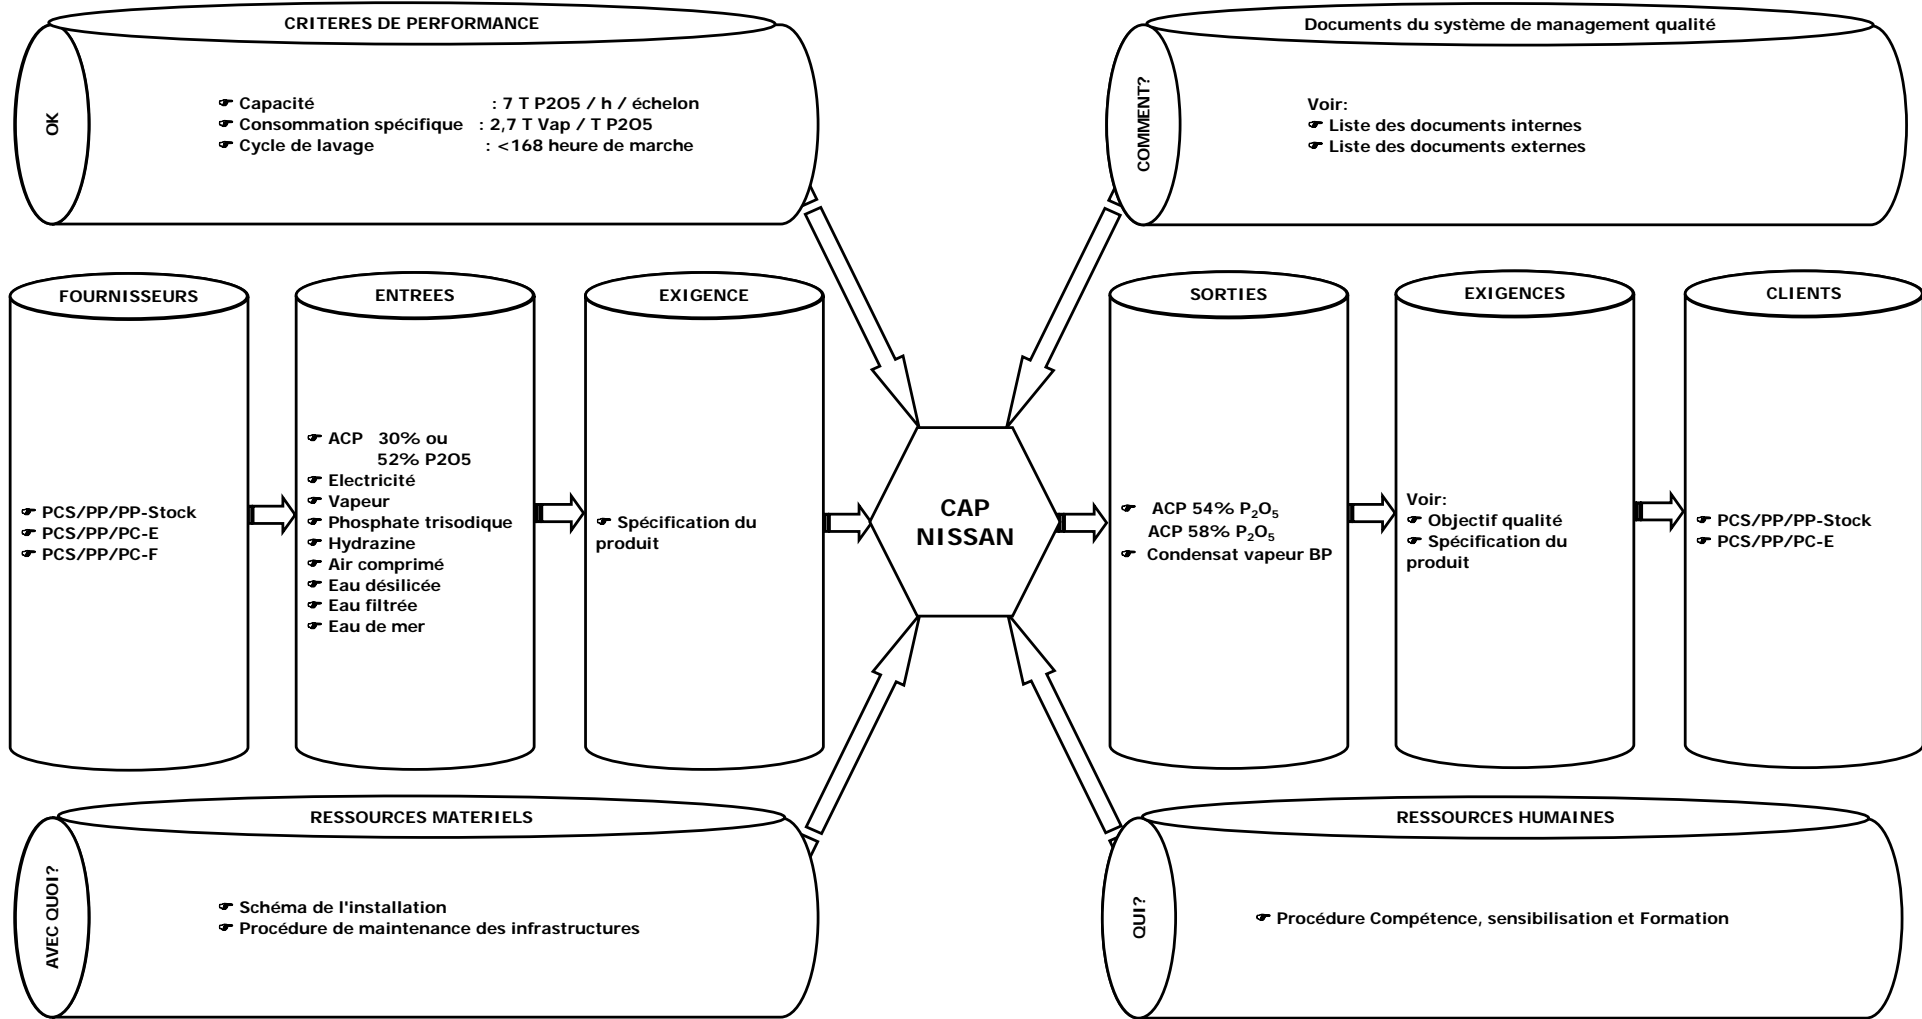 CRITERES DE PERFORMANCE
OK
☞ Capacité : 7 T P2O5 / h / échelon
☞ Consommation spécifique : 2,7 T Vap / T P2O5
☞ Cycle de lavage : <168 heure de marche
Documents du système de management qualité
COMMENT?
Voir:
☞ Liste des documents internes
☞ Liste des documents externes
FOURNISSEURS
☞ PCS/PP/PP-Stock
☞ PCS/PP/PC-E
☞ PCS/PP/PC-F
ENTREES
☞ ACP 30% ou
52% P2O5
☞ Electricité
☞ Vapeur
☞ Phosphate trisodique
☞ Hydrazine
☞ Air comprimé
☞ Eau désilicée
☞ Eau filtrée
☞ Eau de mer
EXIGENCE
☞ Spécification du
produit
CAP
NISSAN
SORTIES
☞ ACP 54% P₂O₅
ACP 58% P₂O₅
☞ Condensat vapeur BP
EXIGENCES
Voir:
☞ Objectif qualité
☞ Spécification du
produit
CLIENTS
☞ PCS/PP/PP-Stock
☞ PCS/PP/PC-E
RESSOURCES MATERIELS
AVEC QUOI?
☞ Schéma de l'installation
☞ Procédure de maintenance des infrastructures
RESSOURCES HUMAINES
QUI?
☞ Procédure Compétence, sensibilisation et Formation